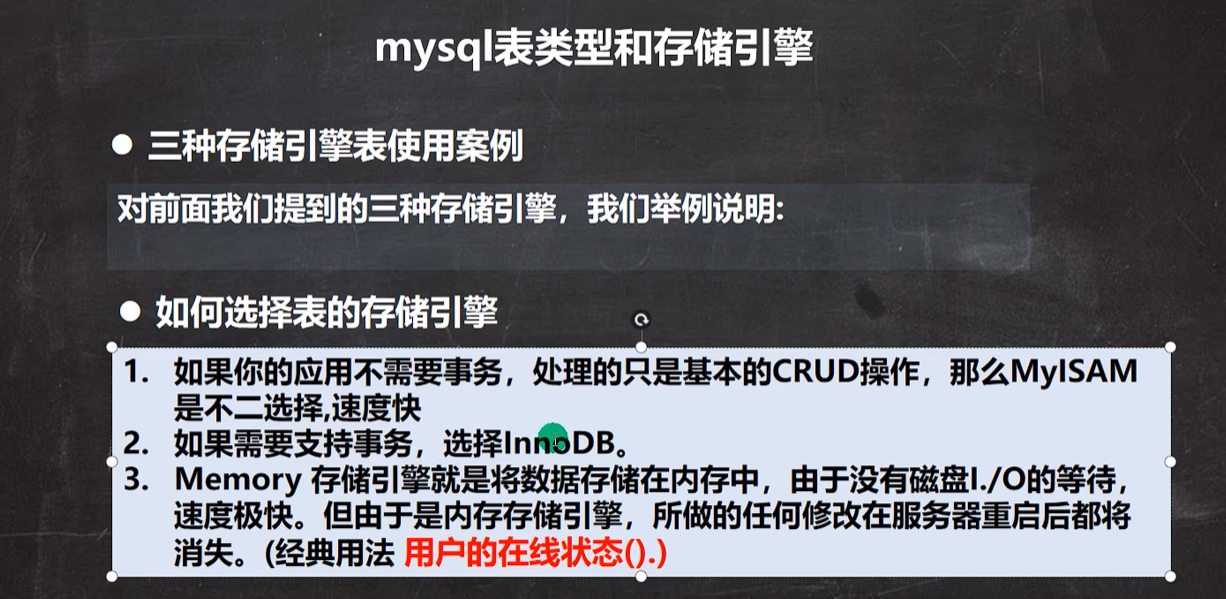 mysql表类型和存储引擎
● 三种存储引擎表使用案例
对前面我们提到的三种存储引擎，我们举例说明:
● 如何选择表的存储引擎
1. 如果你的应用不需要事务，处理的只是基本的CRUD操作，那么MyISAM
是不二选择,速度快
2. 如果需要支持事务，选择InnoDB。
3. Memory 存储引擎就是将数据存储在内存中，由于没有磁盘I./O的等待，
速度极快。但由于是内存存储引擎，所做的任何修改在服务器重启后都将
消失。(经典用法 用户的在线状态().)